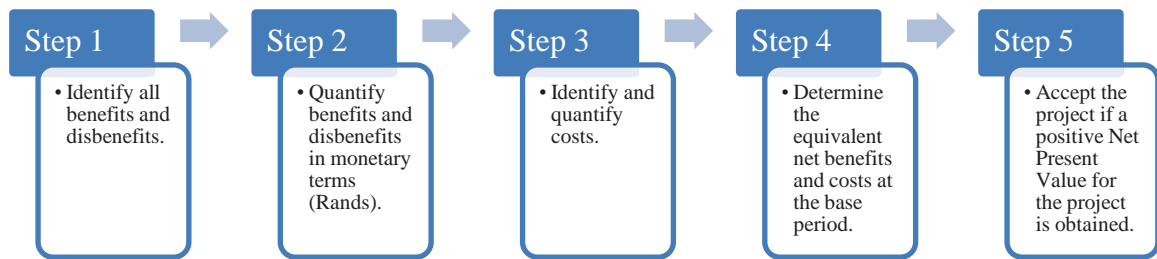 Step 1
• Identify all
benefits and
disbenefits.
Step 2
• Quantify
benefits and
disbenefits
in monetary
terms
(Rands).
Step 3
• Identify and
quantify
costs.
Step 4
• Determine
the
equivalent
net benefits
and costs at
the base
period.
Step 5
• Accept the
project if a
positive Net
Present
Value for
the project
is obtained.